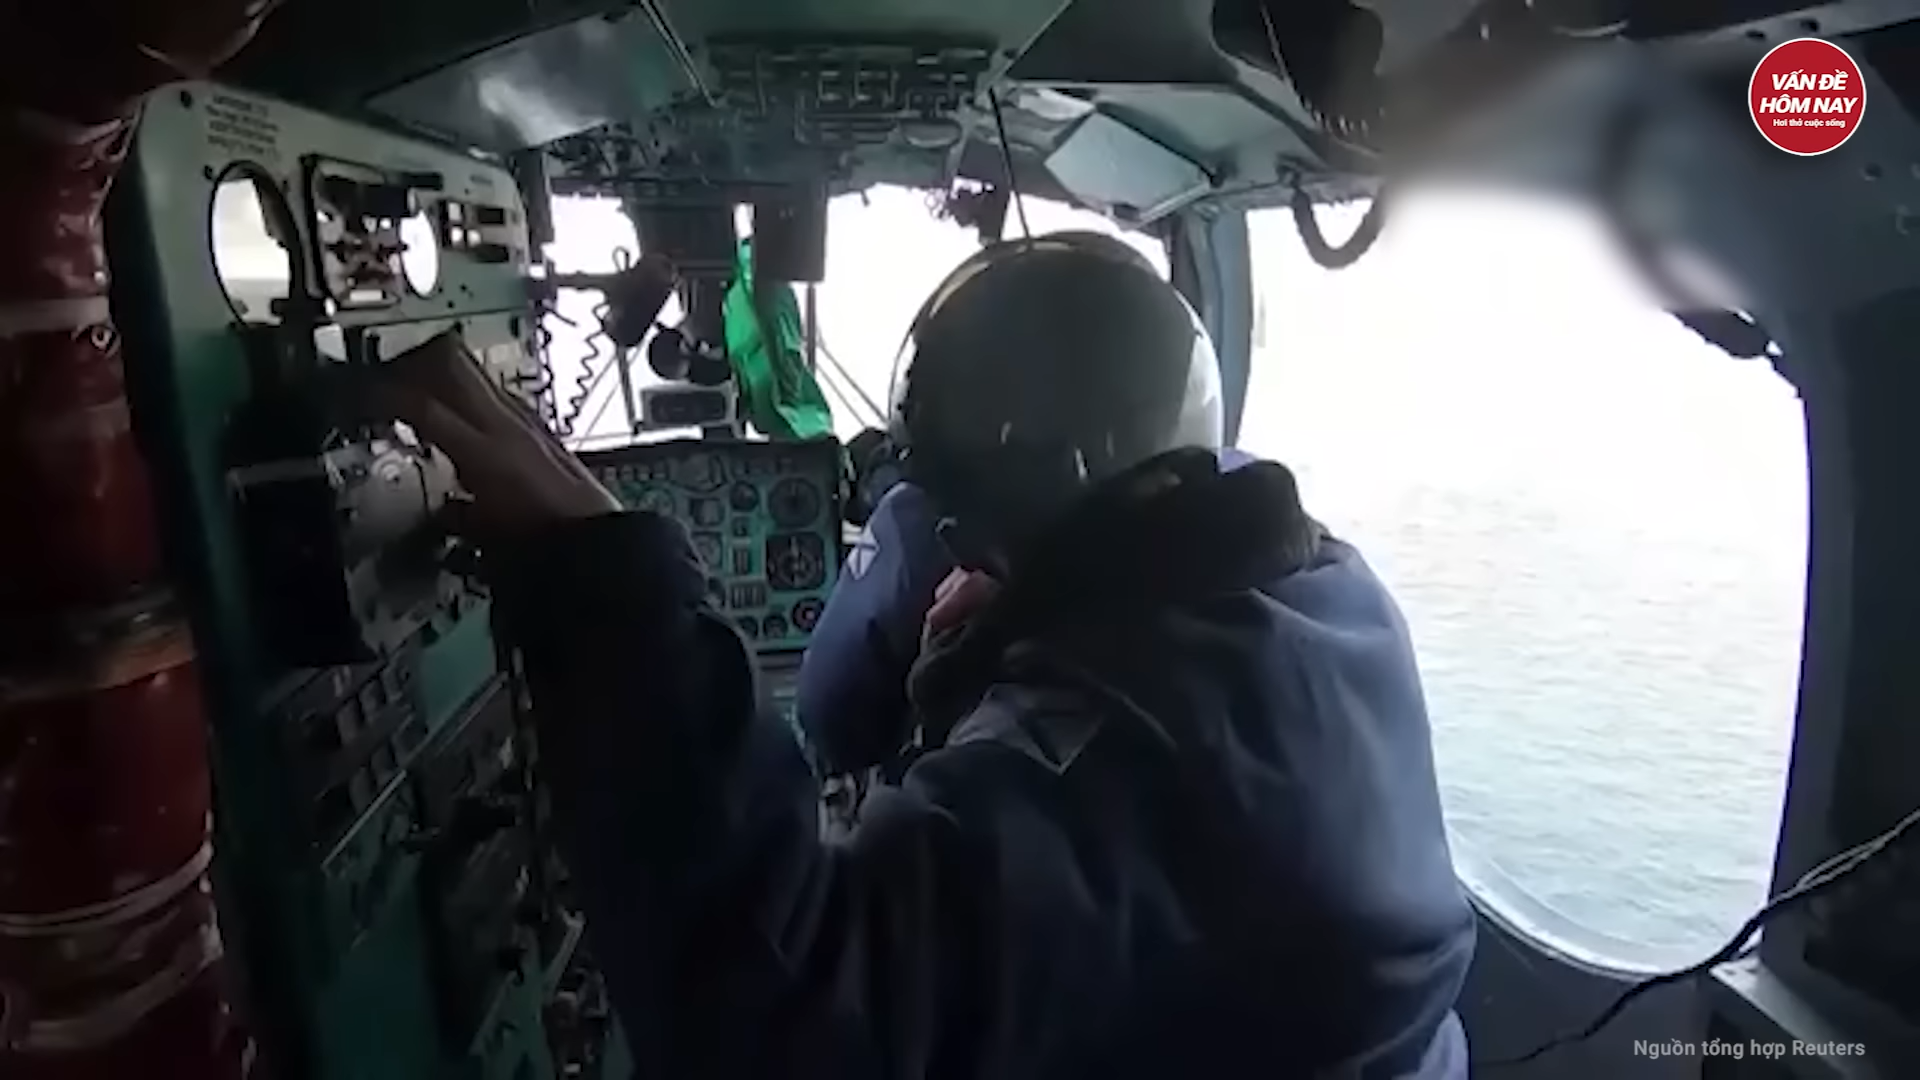 VẤN ĐỀ
HÔM NAY
Hơi thở cuộc sống
Nguồn tổng hợp Reuters